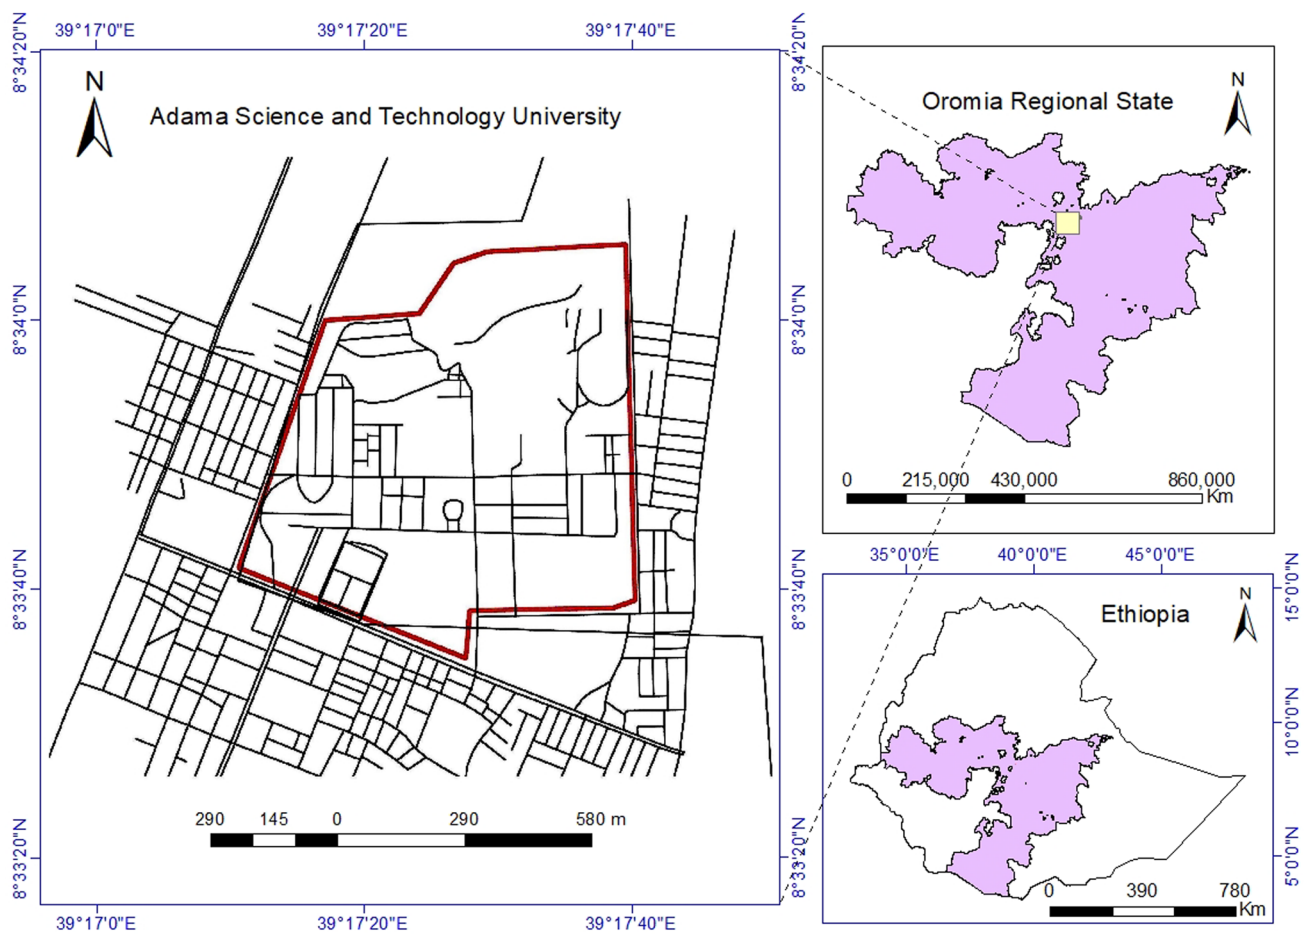 39°17'0"E
39°17'20"E
39°17'40"E
8°34'20"N
8°34'20"N
N
Adama Science and Technology University
8°34'0"N
8°34'0"N
8°33'40"N
8°33'40"N
290 145 0 290 580 m
8°33'20"N
8°33'20"N
39°17'0"E
39°17'20"E
39°17'40"E
N
Oromia Regional State
0 215,000 430,000 860,000
Km
35°0'0"E
40°0'0"E
45°0'0"E
15°0'0"N
N
Ethiopia
10°0'0"N
5°0'0"N
0 390 780
Km